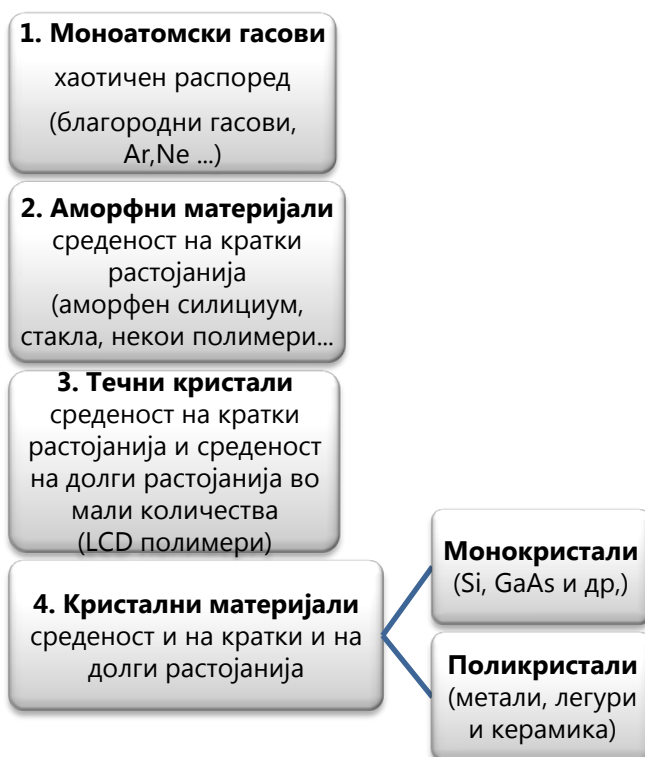 1. Моноатомски гасови
хаотичен распоред
(благородни гасови,
Ar,Ne ...)
2. Аморфни материјали
среденост на кратки
растојанија
(аморфен силициум,
стакла, некои полимери...
3. Течни кристали
среденост на кратки
растојанија и среденост
на долги растојанија во
мали количества
(LCD полимери)
4. Кристални материјали
среденост и на кратки и на
долги растојанија
Монокристали
(Si, GaAs и др,)
Поликристали
(метали, легури
и керамика)